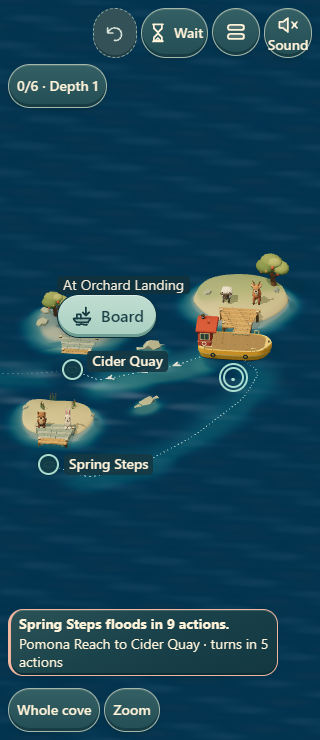 Wait
Sound
0/6 · Depth 1
At Orchard Landing
Board
Cider Quay
Spring Steps
Spring Steps floods in 9 actions.
Pomona Reach to Cider Quay · turns in 5
actions
Whole cove
Zoom